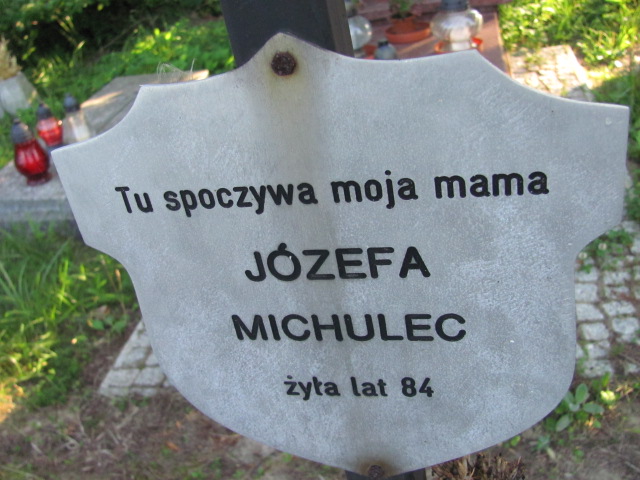 Tu spoczywa moja mama
JÓZEFA
MICHULEC
żyła lat 84